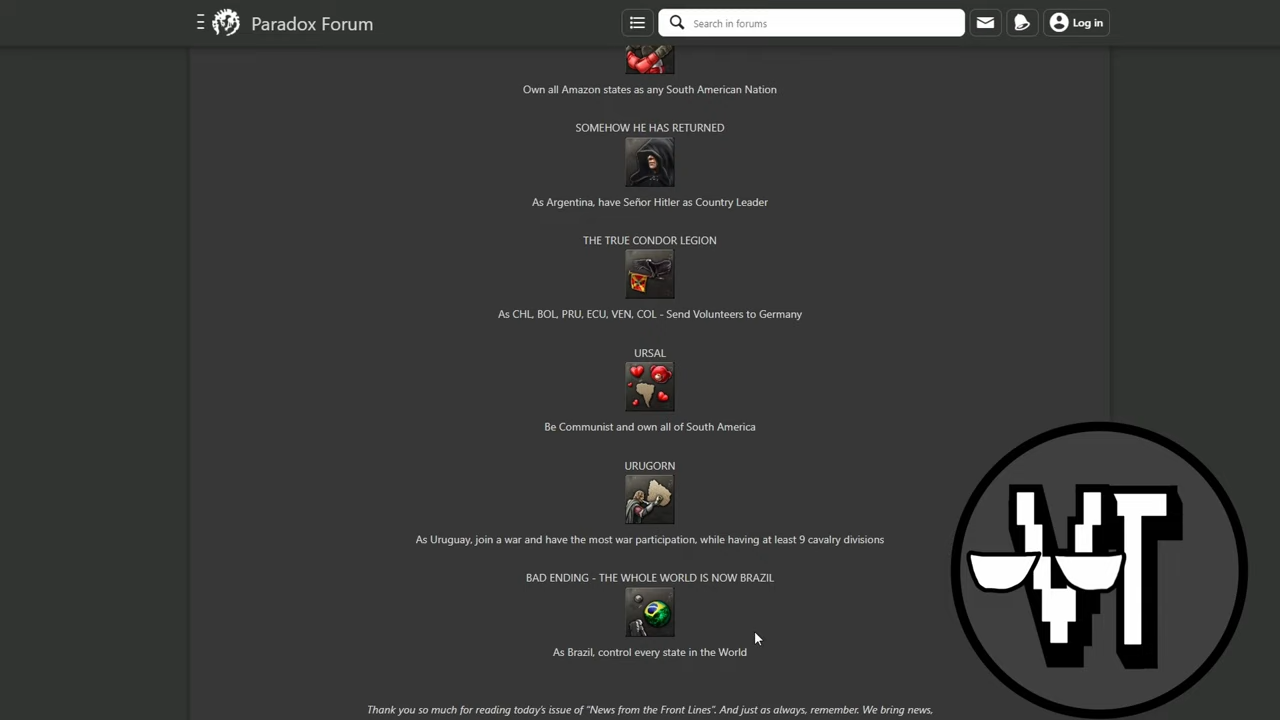 Paradox Forum
Search in forums
Log in
Own all Amazon states as any South American Nation
SOMEHOW HE HAS RETURNED
As Argentina, have Señor Hitler as Country Leader
THE TRUE CONDOR LEGION
As CHL, BOL, PRU, ECU, VEN, COL - Send Volunteers to Germany
URSAL
Be Communist and own all of South America
URUGORN
As Uruguay, join a war and have the most war participation, while having at least 9 cavalry divisions
BAD ENDING - THE WHOLE WORLD IS NOW BRAZIL
As Brazil, control every state in the World
Thank you so much for reading today's issue of "News from the Front Lines". And just as always, remember. We bring news,
VT